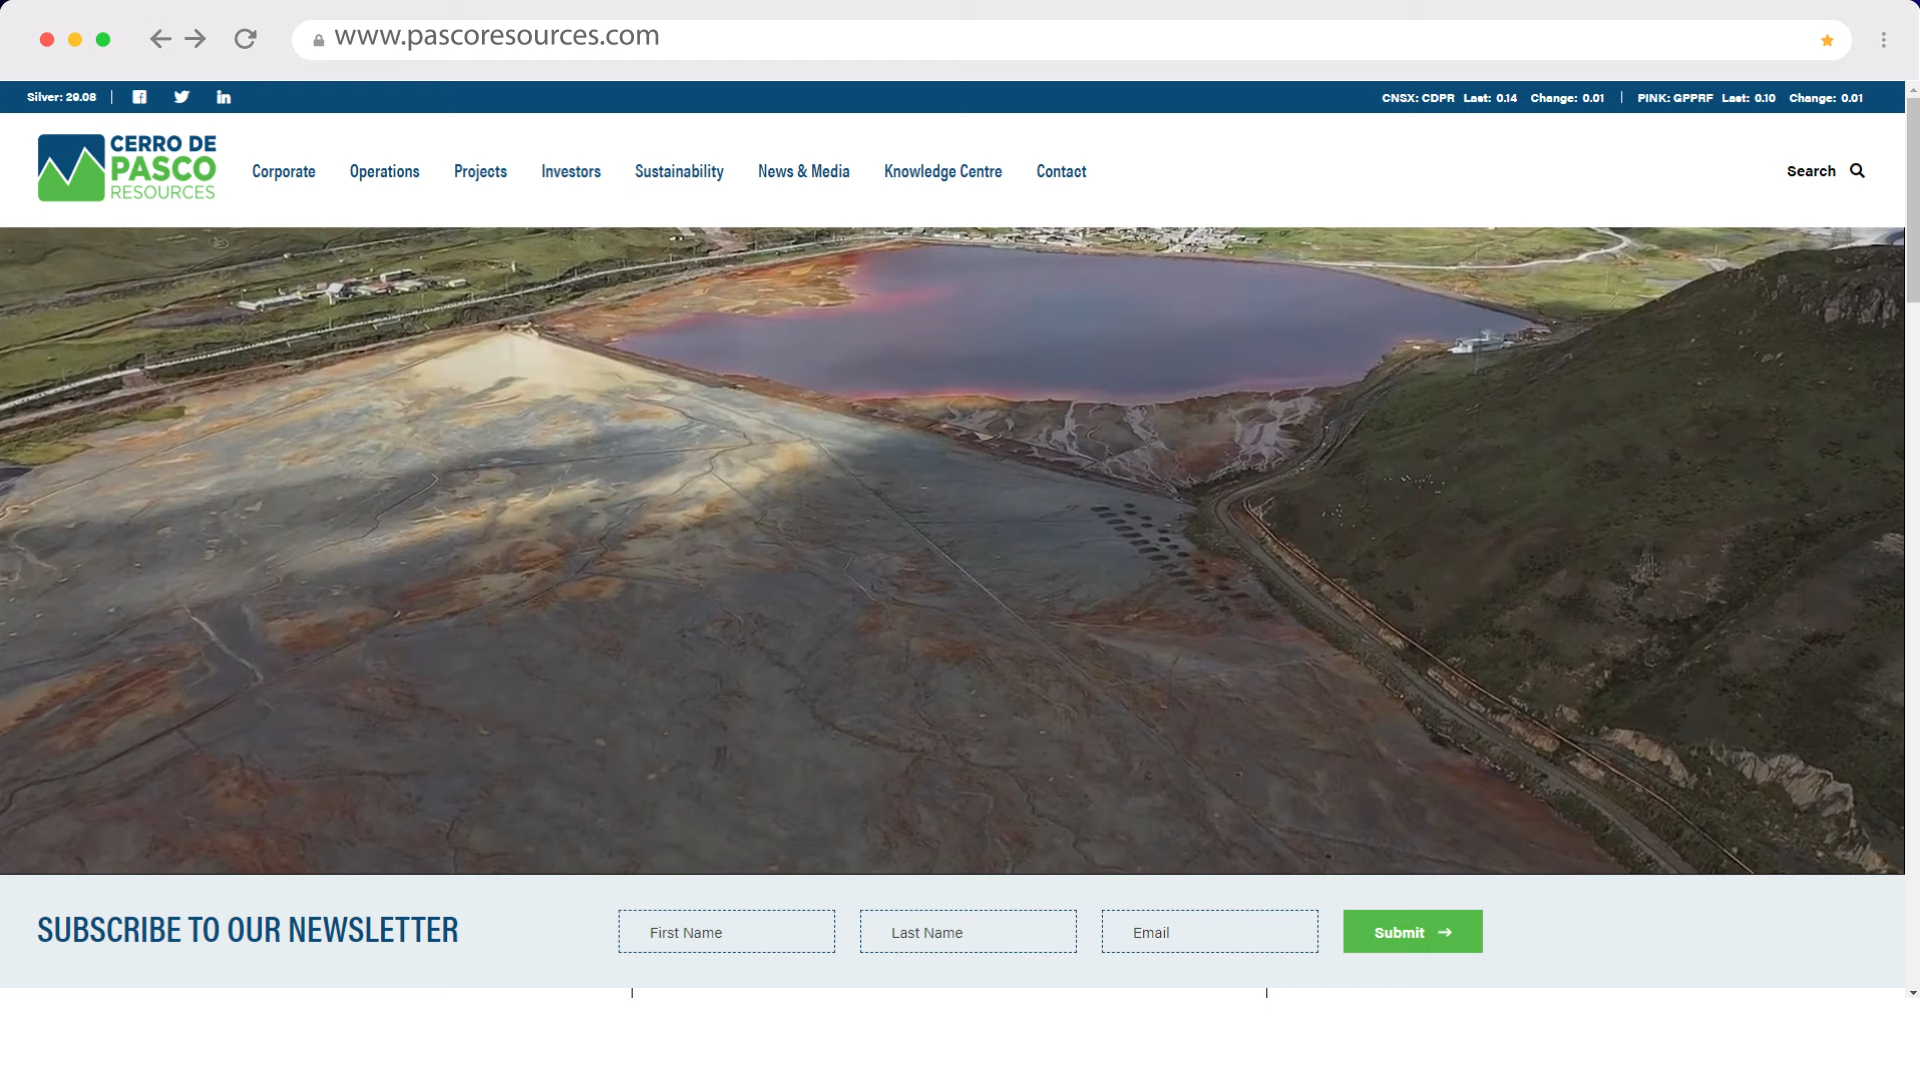 www.pascoresources.com
Silver: 29.08
CNSX: CDPR Last: 0.14 Change: 0.01 | PINK: GPPRF Last: 0.10 Change: 0.01
CERRO DE
PASCO
RESOURCES
Corporate Operations Projects Investors Sustainability News & Media Knowledge Centre Contact
Search
SUBSCRIBE TO OUR NEWSLETTER
First Name Last Name Email Submit →